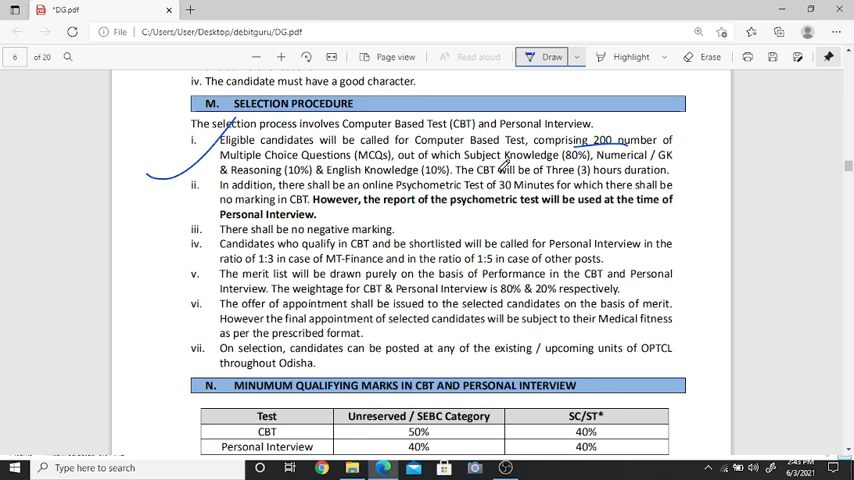 *DG.pdf
File C:/Users/User/Desktop/debitguru/DG.pdf
6 of 20 Page view Read aloud Draw Highlight Erase
iv. The candidate must have a good character.
M. SELECTION PROCEDURE
The selection process involves Computer Based Test (CBT) and Personal Interview.
i. Eligible candidates will be called for Computer Based Test, comprising 200 number of
Multiple Choice Questions (MCQs), out of which Subject Knowledge (80%), Numerical / GK
& Reasoning (10%) & English Knowledge (10%). The CBT will be of Three (3) hours duration.
ii. In addition, there shall be an online Psychometric Test of 30 Minutes for which there shall be
no marking in CBT. However, the report of the psychometric test will be used at the time of
Personal Interview.
iii. There shall be no negative marking.
iv. Candidates who qualify in CBT and be shortlisted will be called for Personal Interview in the
ratio of 1:3 in case of MT-Finance and in the ratio of 1:5 in case of other posts.
v. The merit list will be drawn purely on the basis of Performance in the CBT and Personal
Interview. The weightage for CBT & Personal Interview is 80% & 20% respectively.
vi. The offer of appointment shall be issued to the selected candidates on the basis of merit.
However the final appointment of selected candidates will be subject to their Medical fitness
as per the prescribed format.
vii. On selection, candidates can be posted at any of the existing / upcoming units of OPTCL
throughout Odisha.
N. MINUMUM QUALIFYING MARKS IN CBT AND PERSONAL INTERVIEW
Test Unreserved / SEBC Category SC/ST*
CBT 50% 40%
Personal Interview 40% 40%
Type here to search
2:43 PM
6/3/2021